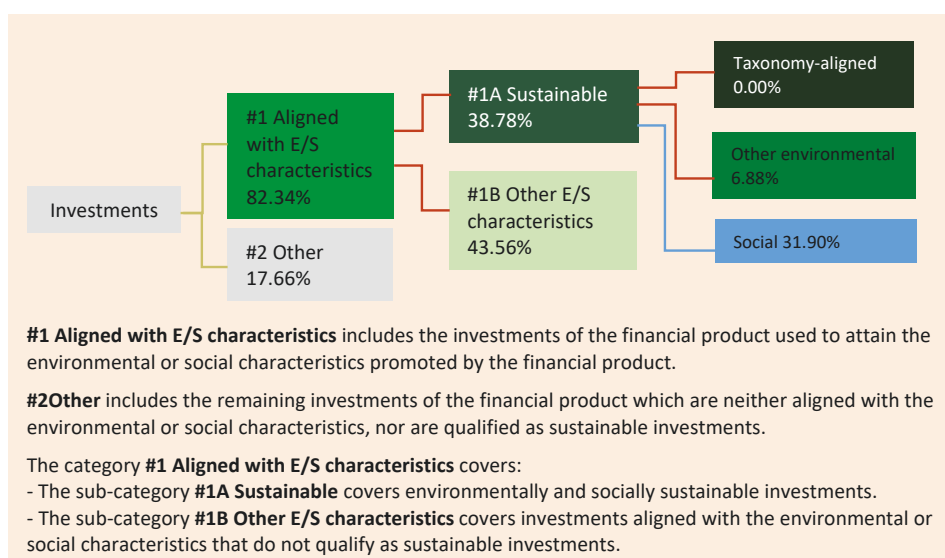 Investments
#1 Aligned
with E/S
characteristics
82.34%
#2 Other
17.66%
#1A Sustainable
38.78%
#1B Other E/S
characteristics
43.56%
Taxonomy-aligned
0.00%
Other environmental
6.88%
Social 31.90%
#1 Aligned with E/S characteristics includes the investments of the financial product used to attain the
environmental or social characteristics promoted by the financial product.
#2Other includes the remaining investments of the financial product which are neither aligned with the
environmental or social characteristics, nor are qualified as sustainable investments.
The category #1 Aligned with E/S characteristics covers:
- The sub-category #1A Sustainable covers environmentally and socially sustainable investments.
- The sub-category #1B Other E/S characteristics covers investments aligned with the environmental or
social characteristics that do not qualify as sustainable investments.